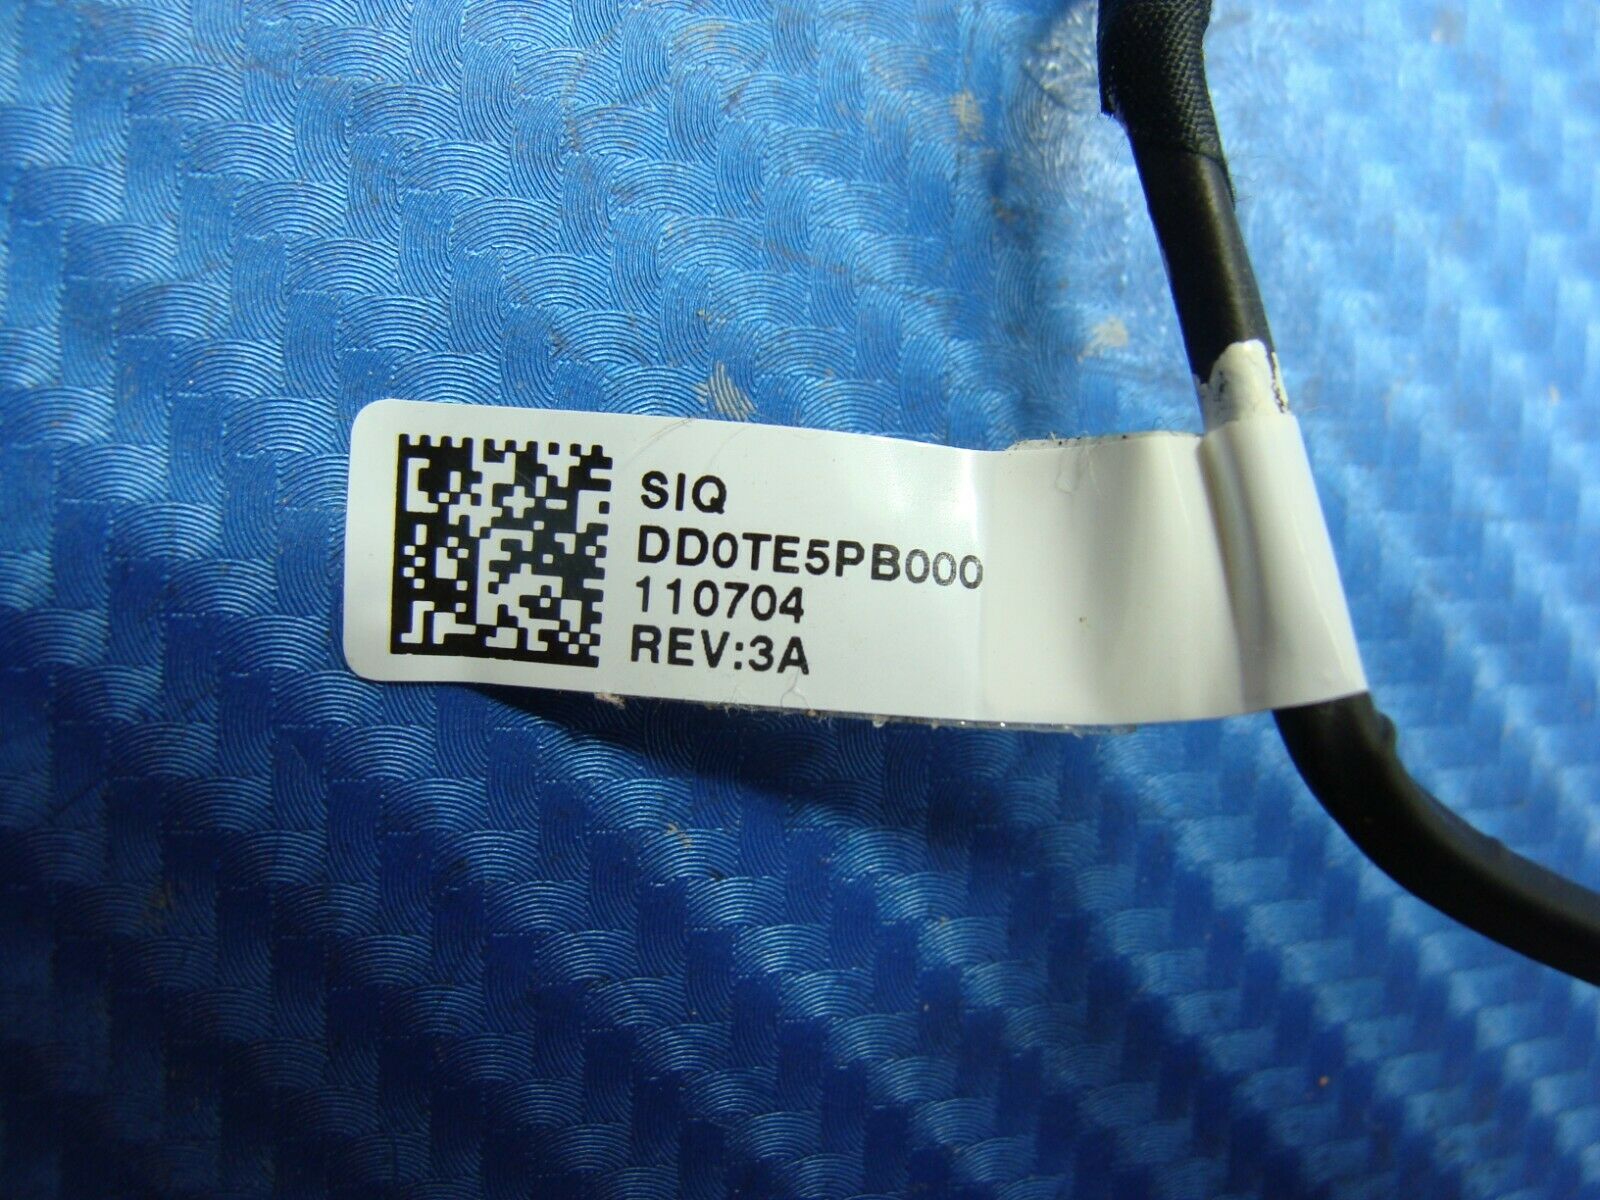 SIQ
DD0TE5PB000
110704
REV:3A